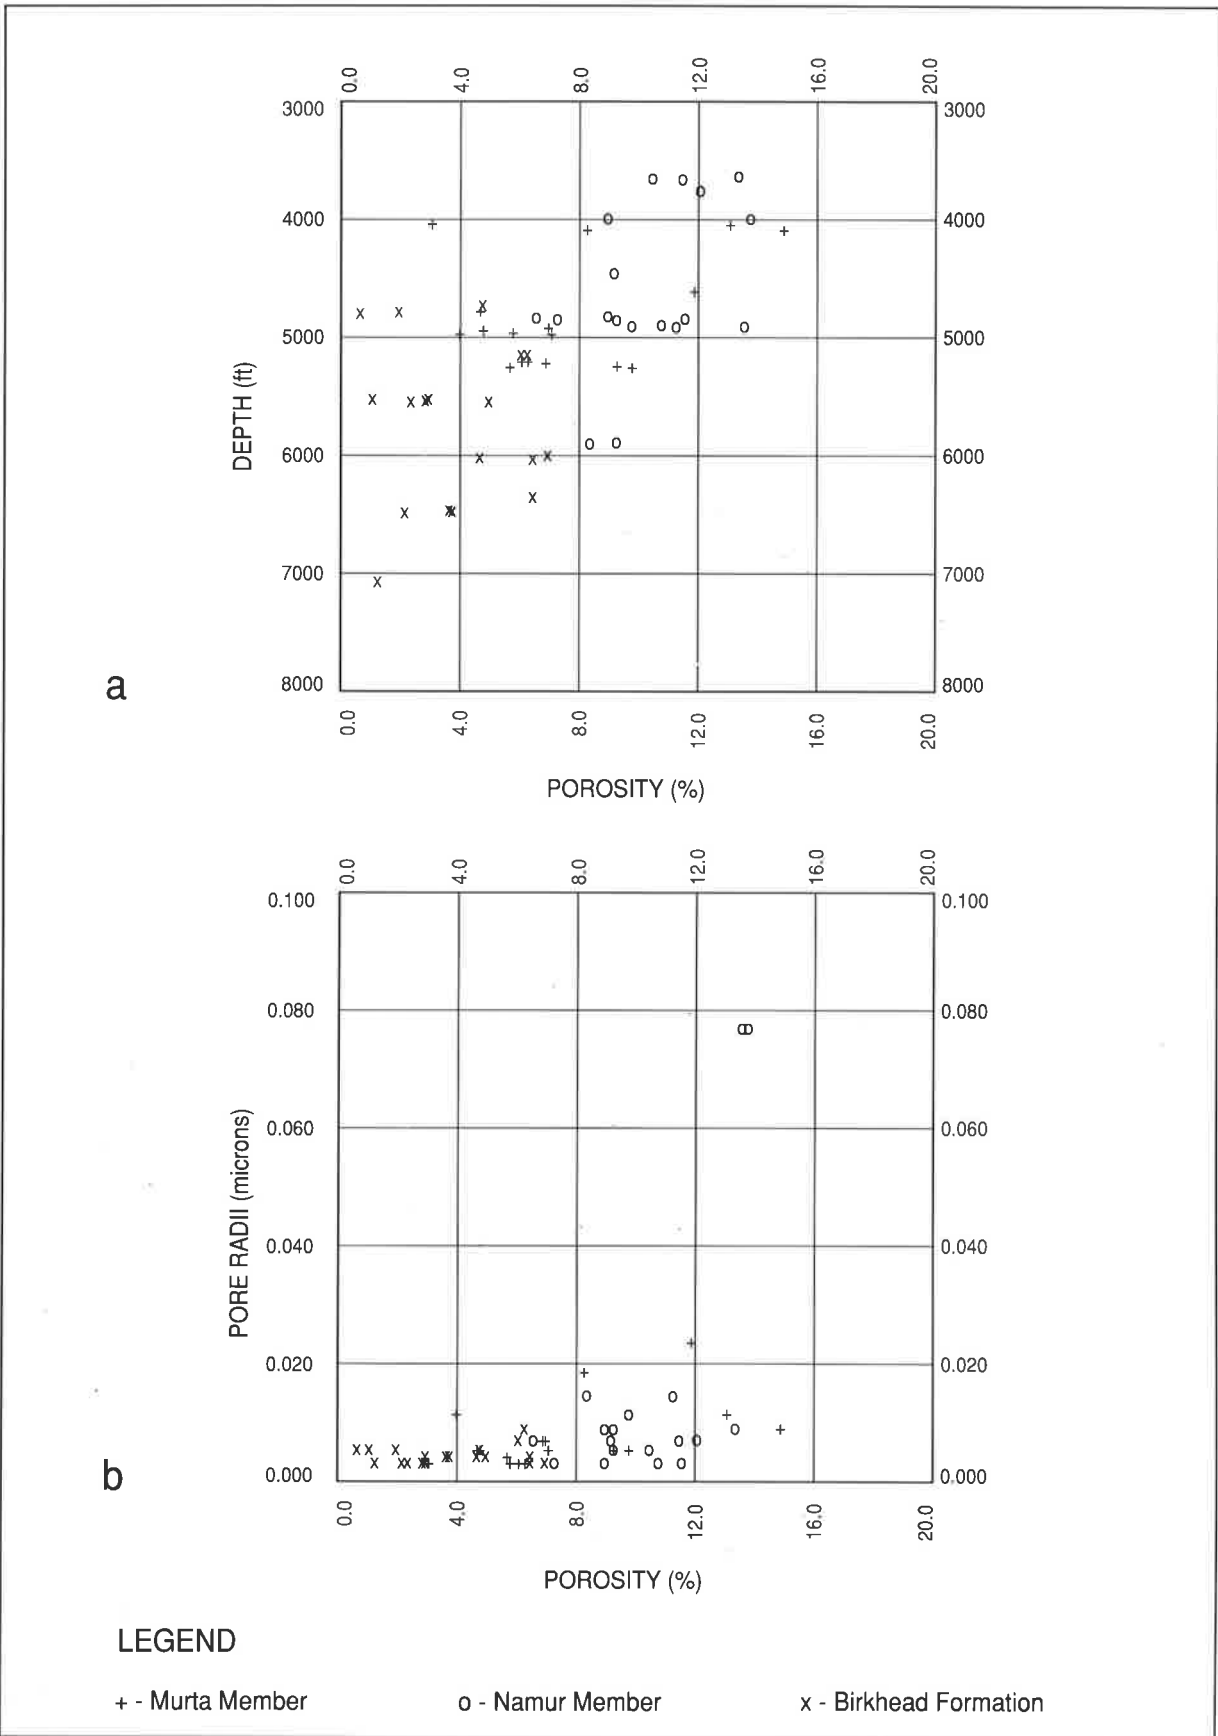 0.0 4.0 8.0 12.0 16.0 20.0
3000 3000
4000 4000
5000 5000
DEPTH (ft)
6000 6000
7000 7000
8000 8000
a
0.0 4.0 8.0 12.0 16.0 20.0
POROSITY (%)
0.0 4.0 8.0 12.0 16.0 20.0
0.100 0.100
0.080 0.080
0.060 0.060
PORE RADII (microns)
0.040 0.040
0.020 0.020
0.000 0.000
b
0.0 4.0 8.0 12.0 16.0 20.0
POROSITY (%)
LEGEND
+ - Murta Member o - Namur Member x - Birkhead Formation